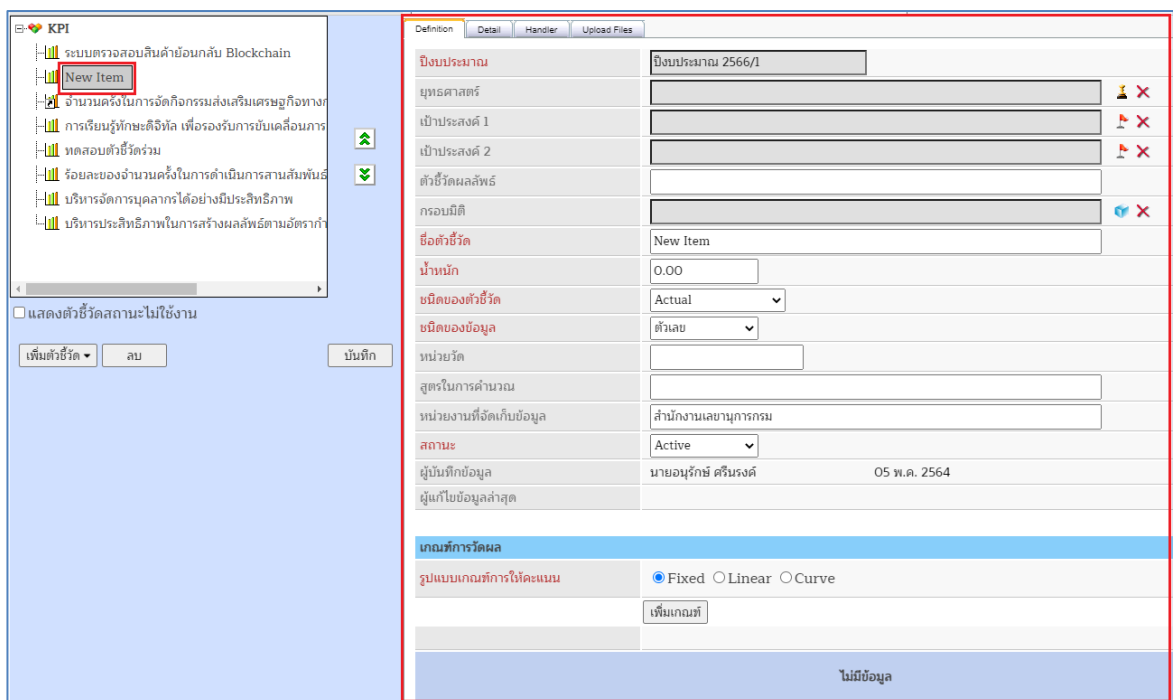 KPI
ระบบตรวจสอบสินค้าย้อนกลับ Blockchain
New Item
จำนวนครั้งในการจัดกิจกรรมส่งเสริมเศรษฐกิจทาง
การเรียนรู้ทักษะดิจิทัล เพื่อรองรับการขับเคลื่อนภาร
ทดสอบตัวชี้วัดร่วม
ร้อยละของจำนวนครั้งในการดำเนินการสานสัมพันธ์
บริหารจัดการบุคลากรได้อย่างมีประสิทธิภาพ
บริหารประสิทธิภาพในการสร้างผลลัพธ์ตามอัตรากำ
แสดงตัวชี้วัดสถานะไม่ใช้งาน
เพิ่มตัวชี้วัด ลบ บันทึก
Definition Detail Handler Upload Files
ปีงบประมาณ ปีงบประมาณ 2566/1
ยุทธศาสตร์
เป้าประสงค์ 1
เป้าประสงค์ 2
ตัวชี้วัดผลลัพธ์
กรอบมิติ
ชื่อตัวชี้วัด New Item
น้ำหนัก 0.00
ชนิดของตัวชี้วัด Actual
ชนิดของข้อมูล ตัวเลข
หน่วยวัด
สูตรในการคำนวณ
หน่วยงานที่จัดเก็บข้อมูล สำนักงานเลขานุการกรม
สถานะ Active
ผู้บันทึกข้อมูล นายอนุรักษ์ ศรีนรงค์ 05 พ.ค. 2564
ผู้แก้ไขข้อมูลล่าสุด
เกณฑ์การวัดผล
รูปแบบเกณฑ์การให้คะแนน Fixed Linear Curve
เพิ่มเกณฑ์
ไม่มีข้อมูล